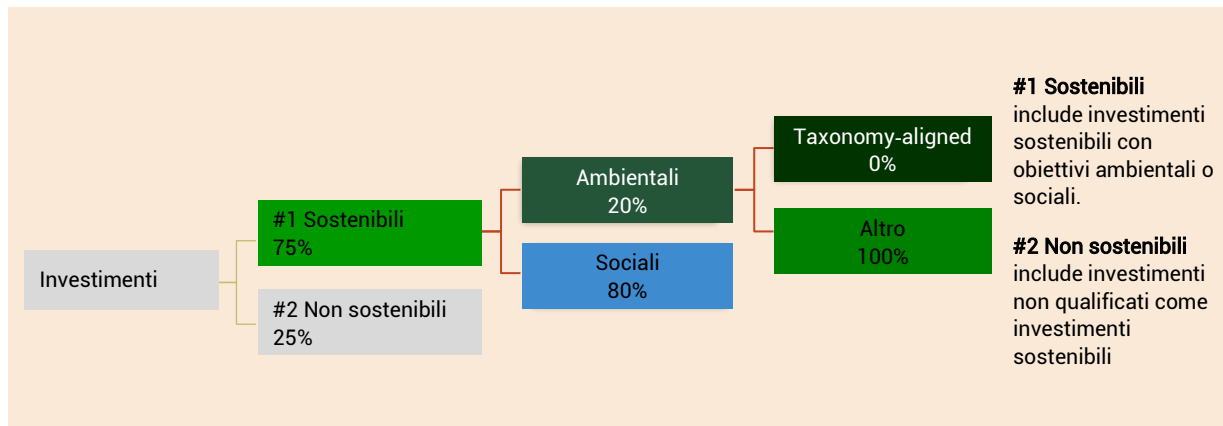 Investimenti
#1 Sostenibili
75%
#2 Non sostenibili
25%
Ambientali
20%
Sociali
80%
Taxonomy-aligned
0%
Altro
100%
#1 Sostenibili
include investimenti
sostenibili con
obiettivi ambientali o
sociali.
#2 Non sostenibili
include investimenti
non qualificati come
investimenti
sostenibili